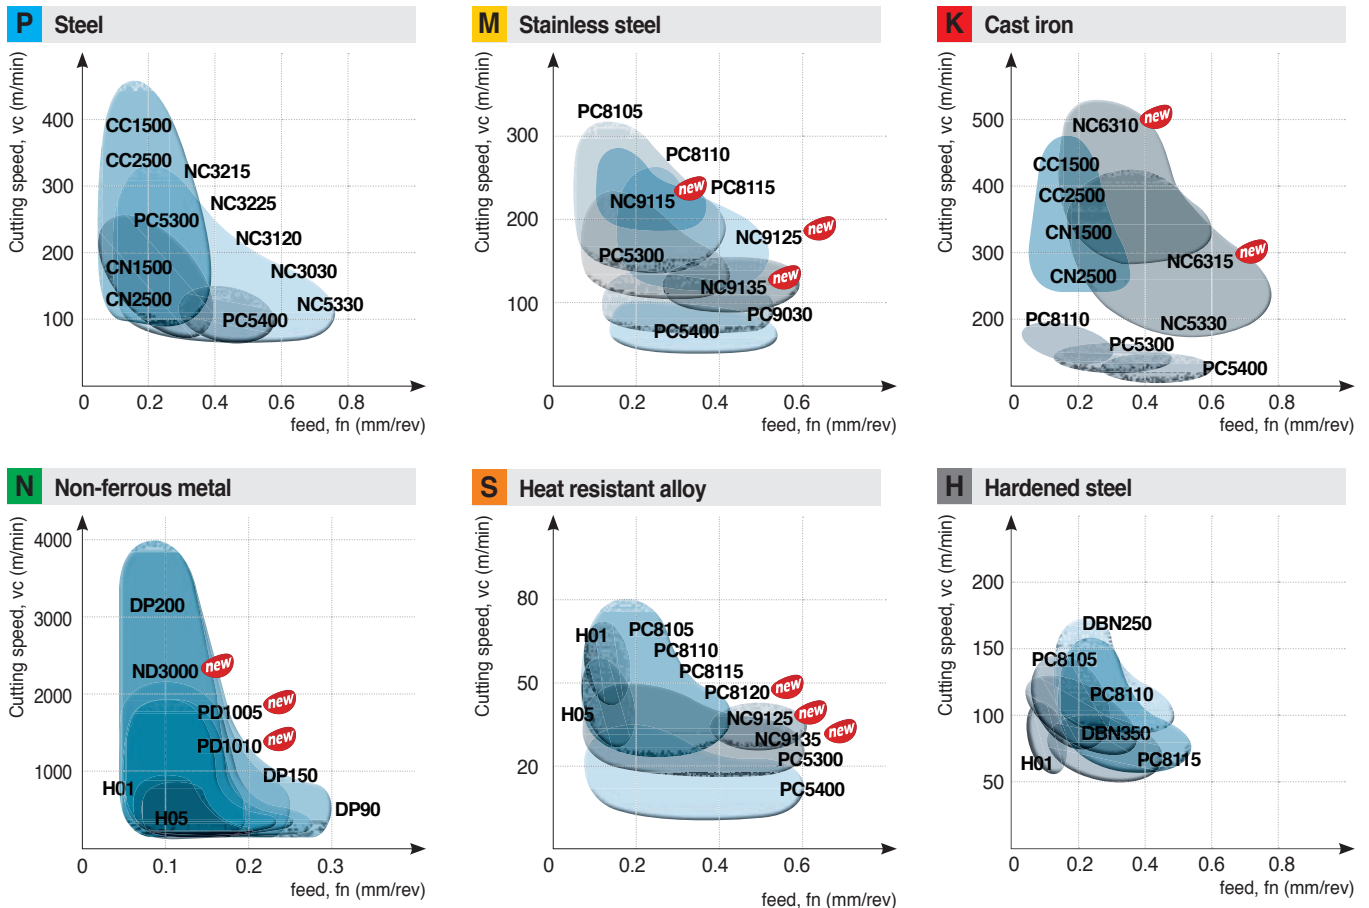 P Steel
Cutting speed, vc (m/min)
400
300
200
100
CC1500
CC2500
NC3215
NC3225
PC5300
NC3120
CN1500
NC3030
CN2500
NC5330
PC5400
0 0.2 0.4 0.6 0.8
feed, fn (mm/rev)
M Stainless steel
Cutting speed, vc (m/min)
300
200
100
PC8105
PC8110
PC8115
NC9115 new
NC9125 new
PC5300
NC9135 new
PC9030
PC5400
0.2 0.4 0.6
feed, fn (mm/rev)
K Cast iron
Cutting speed, vc (m/min)
500
400
300
200
NC6310 new
CC1500
CC2500
CN1500
NC6315 new
CN2500
PC8110
NC5330
PC5300
PC5400
0 0.2 0.4 0.6 0.8
feed, fn (mm/rev)
N Non-ferrous metal
Cutting speed, vc (m/min)
4000
3000
2000
1000
DP200
ND3000 new
PD1005 new
PD1010 new
DP150
H01
DP90
H05
0 0.1 0.2 0.3
feed, fn (mm/rev)
S Heat resistant alloy
Cutting speed, vc (m/min)
80
50
20
H01
PC8105
PC8110
PC8115
PC8120 new
H05
NC9125 new
NC9135 new
PC5300
PC5400
0 0.2 0.4 0.6
feed, fn (mm/rev)
H Hardened steel
Cutting speed, vc (m/min)
200
150
100
50
DBN250
PC8105
PC8110
DBN350
H01
PC8115
0 0.2 0.4 0.6 0.8
feed, fn (mm/rev)